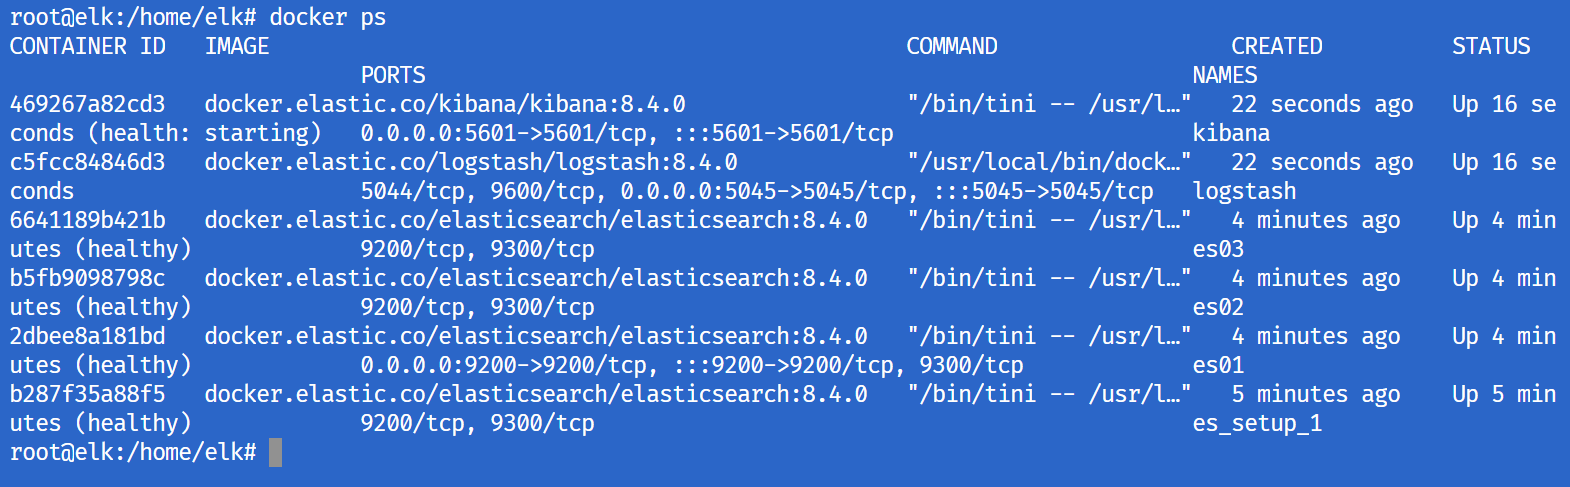 root@elk:/home/elk# docker ps
CONTAINER ID   IMAGE                                                 COMMAND                  CREATED          STATUS
                           PORTS                                                           NAMES
469267a82cd3   docker.elastic.co/kibana/kibana:8.4.0                 "/bin/tini -- /usr/l…"   22 seconds ago   Up 16 se
conds (health: starting)   0.0.0.0:5601->5601/tcp, :::5601->5601/tcp                       kibana
c5fcc84846d3   docker.elastic.co/logstash/logstash:8.4.0             "/usr/local/bin/dock…"   22 seconds ago   Up 16 se
conds                      5044/tcp, 9600/tcp, 0.0.0.0:5045->5045/tcp, :::5045->5045/tcp   logstash
6641189b421b   docker.elastic.co/elasticsearch/elasticsearch:8.4.0   "/bin/tini -- /usr/l…"   4 minutes ago    Up 4 min
utes (healthy)             9200/tcp, 9300/tcp                                              es03
b5fb9098798c   docker.elastic.co/elasticsearch/elasticsearch:8.4.0   "/bin/tini -- /usr/l…"   4 minutes ago    Up 4 min
utes (healthy)             9200/tcp, 9300/tcp                                              es02
2dbee8a181bd   docker.elastic.co/elasticsearch/elasticsearch:8.4.0   "/bin/tini -- /usr/l…"   4 minutes ago    Up 4 min
utes (healthy)             0.0.0.0:9200->9200/tcp, :::9200->9200/tcp, 9300/tcp             es01
b287f35a88f5   docker.elastic.co/elasticsearch/elasticsearch:8.4.0   "/bin/tini -- /usr/l…"   5 minutes ago    Up 5 min
utes (healthy)             9200/tcp, 9300/tcp                                              es_setup_1
root@elk:/home/elk#